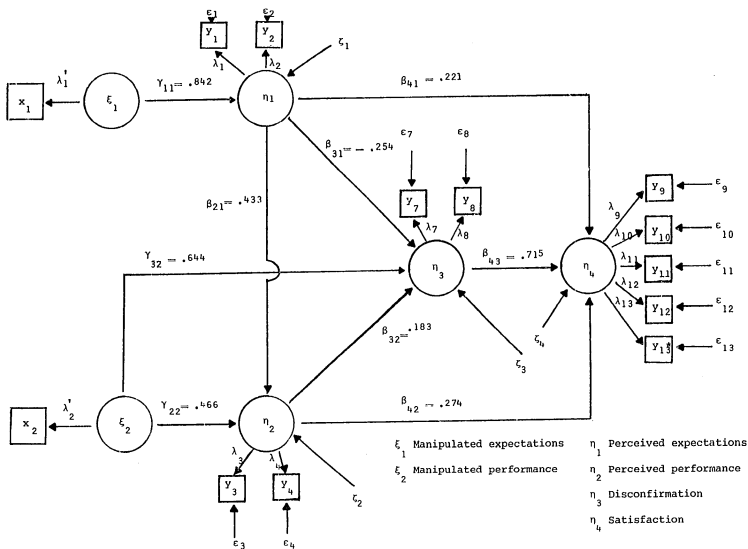 ε₁
ε₂
y₁
y₂
ζ₁
λ₁
λ₂
x₁
λ'₁
ξ₁
γ₁₁= .842
η₁
β₄₁ = .221
β₃₁= - .254
ε₇
ε₈
y₇
y₈
λ₇
λ₈
β₂₁= .433
γ₃₂ = .644
η₃
β₄₃ = .715
η₄
λ₉
λ₁₀
λ₁₁
λ₁₂
λ₁₃
y₉
ε₉
y₁₀
ε₁₀
y₁₁
ε₁₁
y₁₂
ε₁₂
y₁₃*
ε₁₃
β₃₂= .183
ζ₃
ζ₄
x₂
λ'₂
ξ₂
γ₂₂ = .466
η₂
β₄₂ = .274
λ₃
λ₄
y₃
y₄
ζ₂
ε₃
ε₄
ξ₁ Manipulated expectations
ξ₂ Manipulated performance
η₁ Perceived expectations
η₂ Perceived performance
η₃ Disconfirmation
η₄ Satisfaction